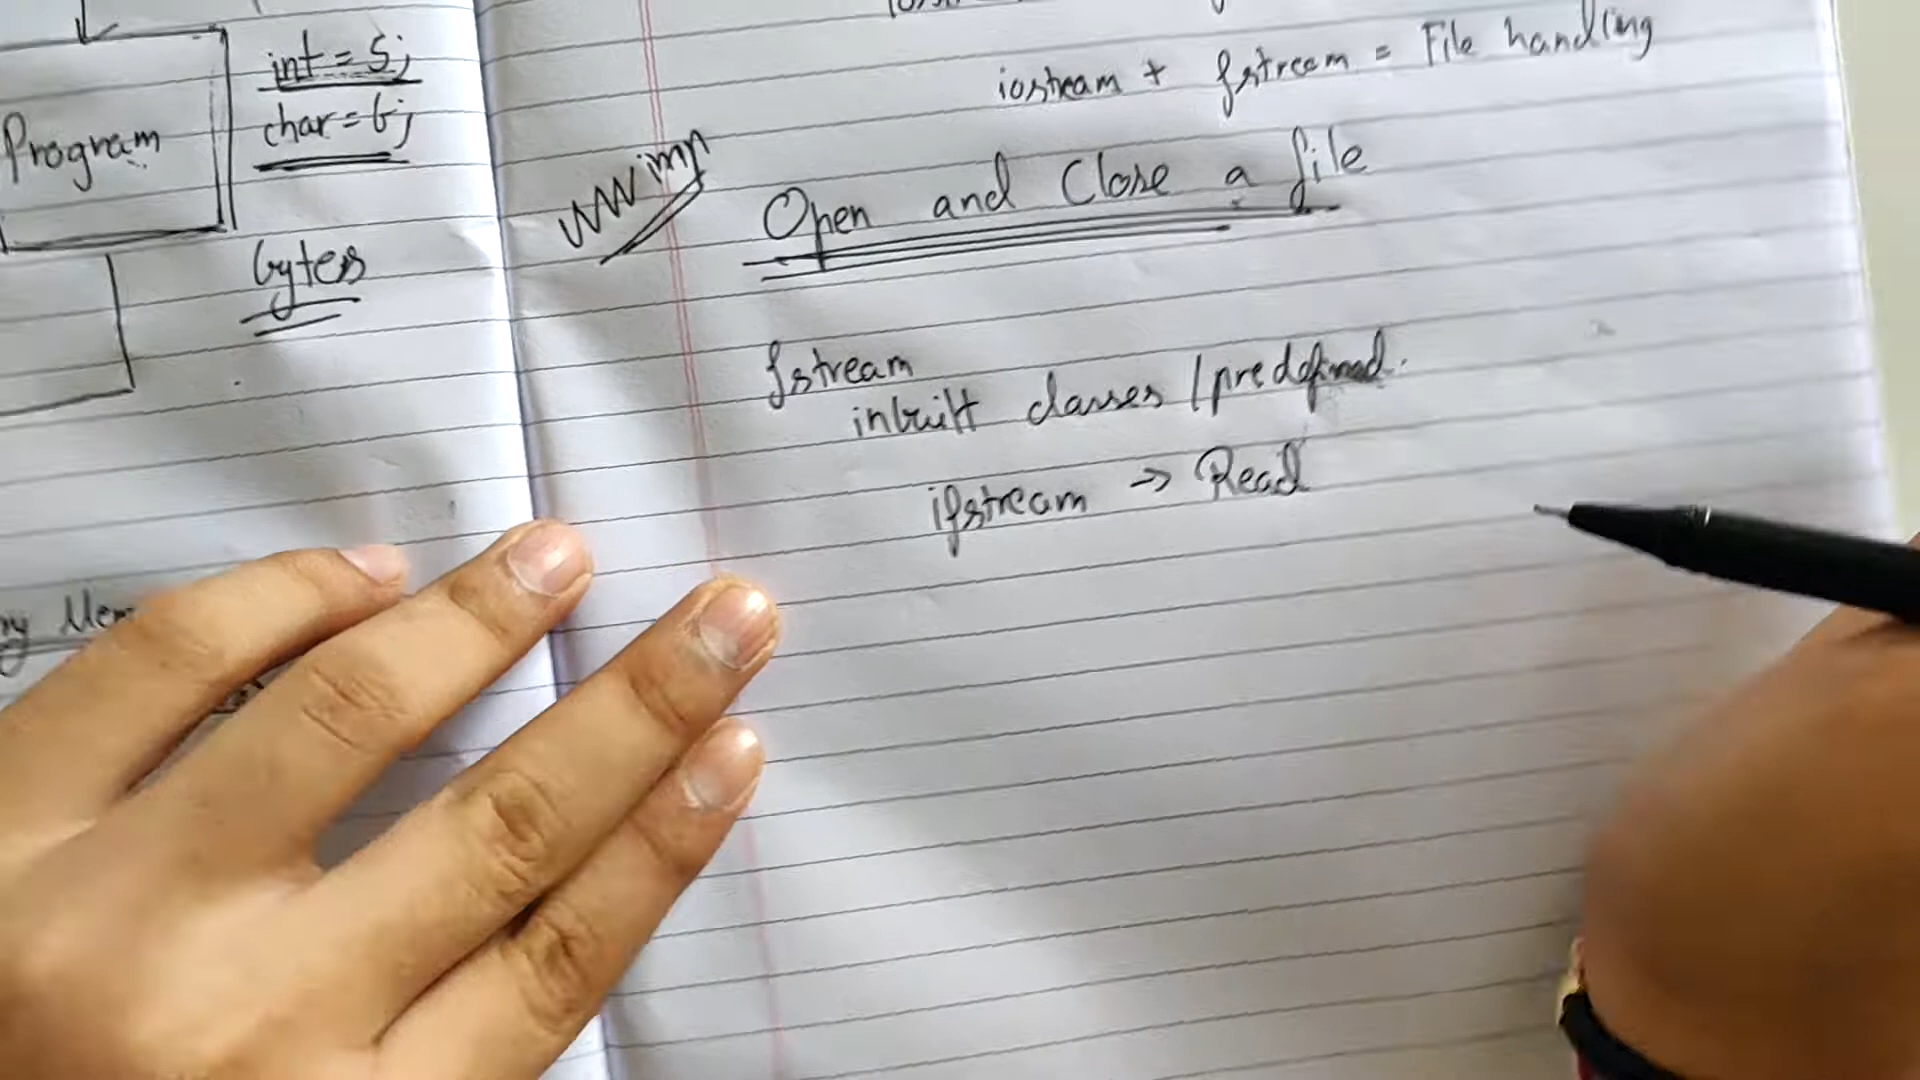 int = 5;
char = 6;
Program
bytes
iostream + fstream = File handling
imp
Open and Close a file
fstream
inbuilt classes / predefined.
ifstream => Read